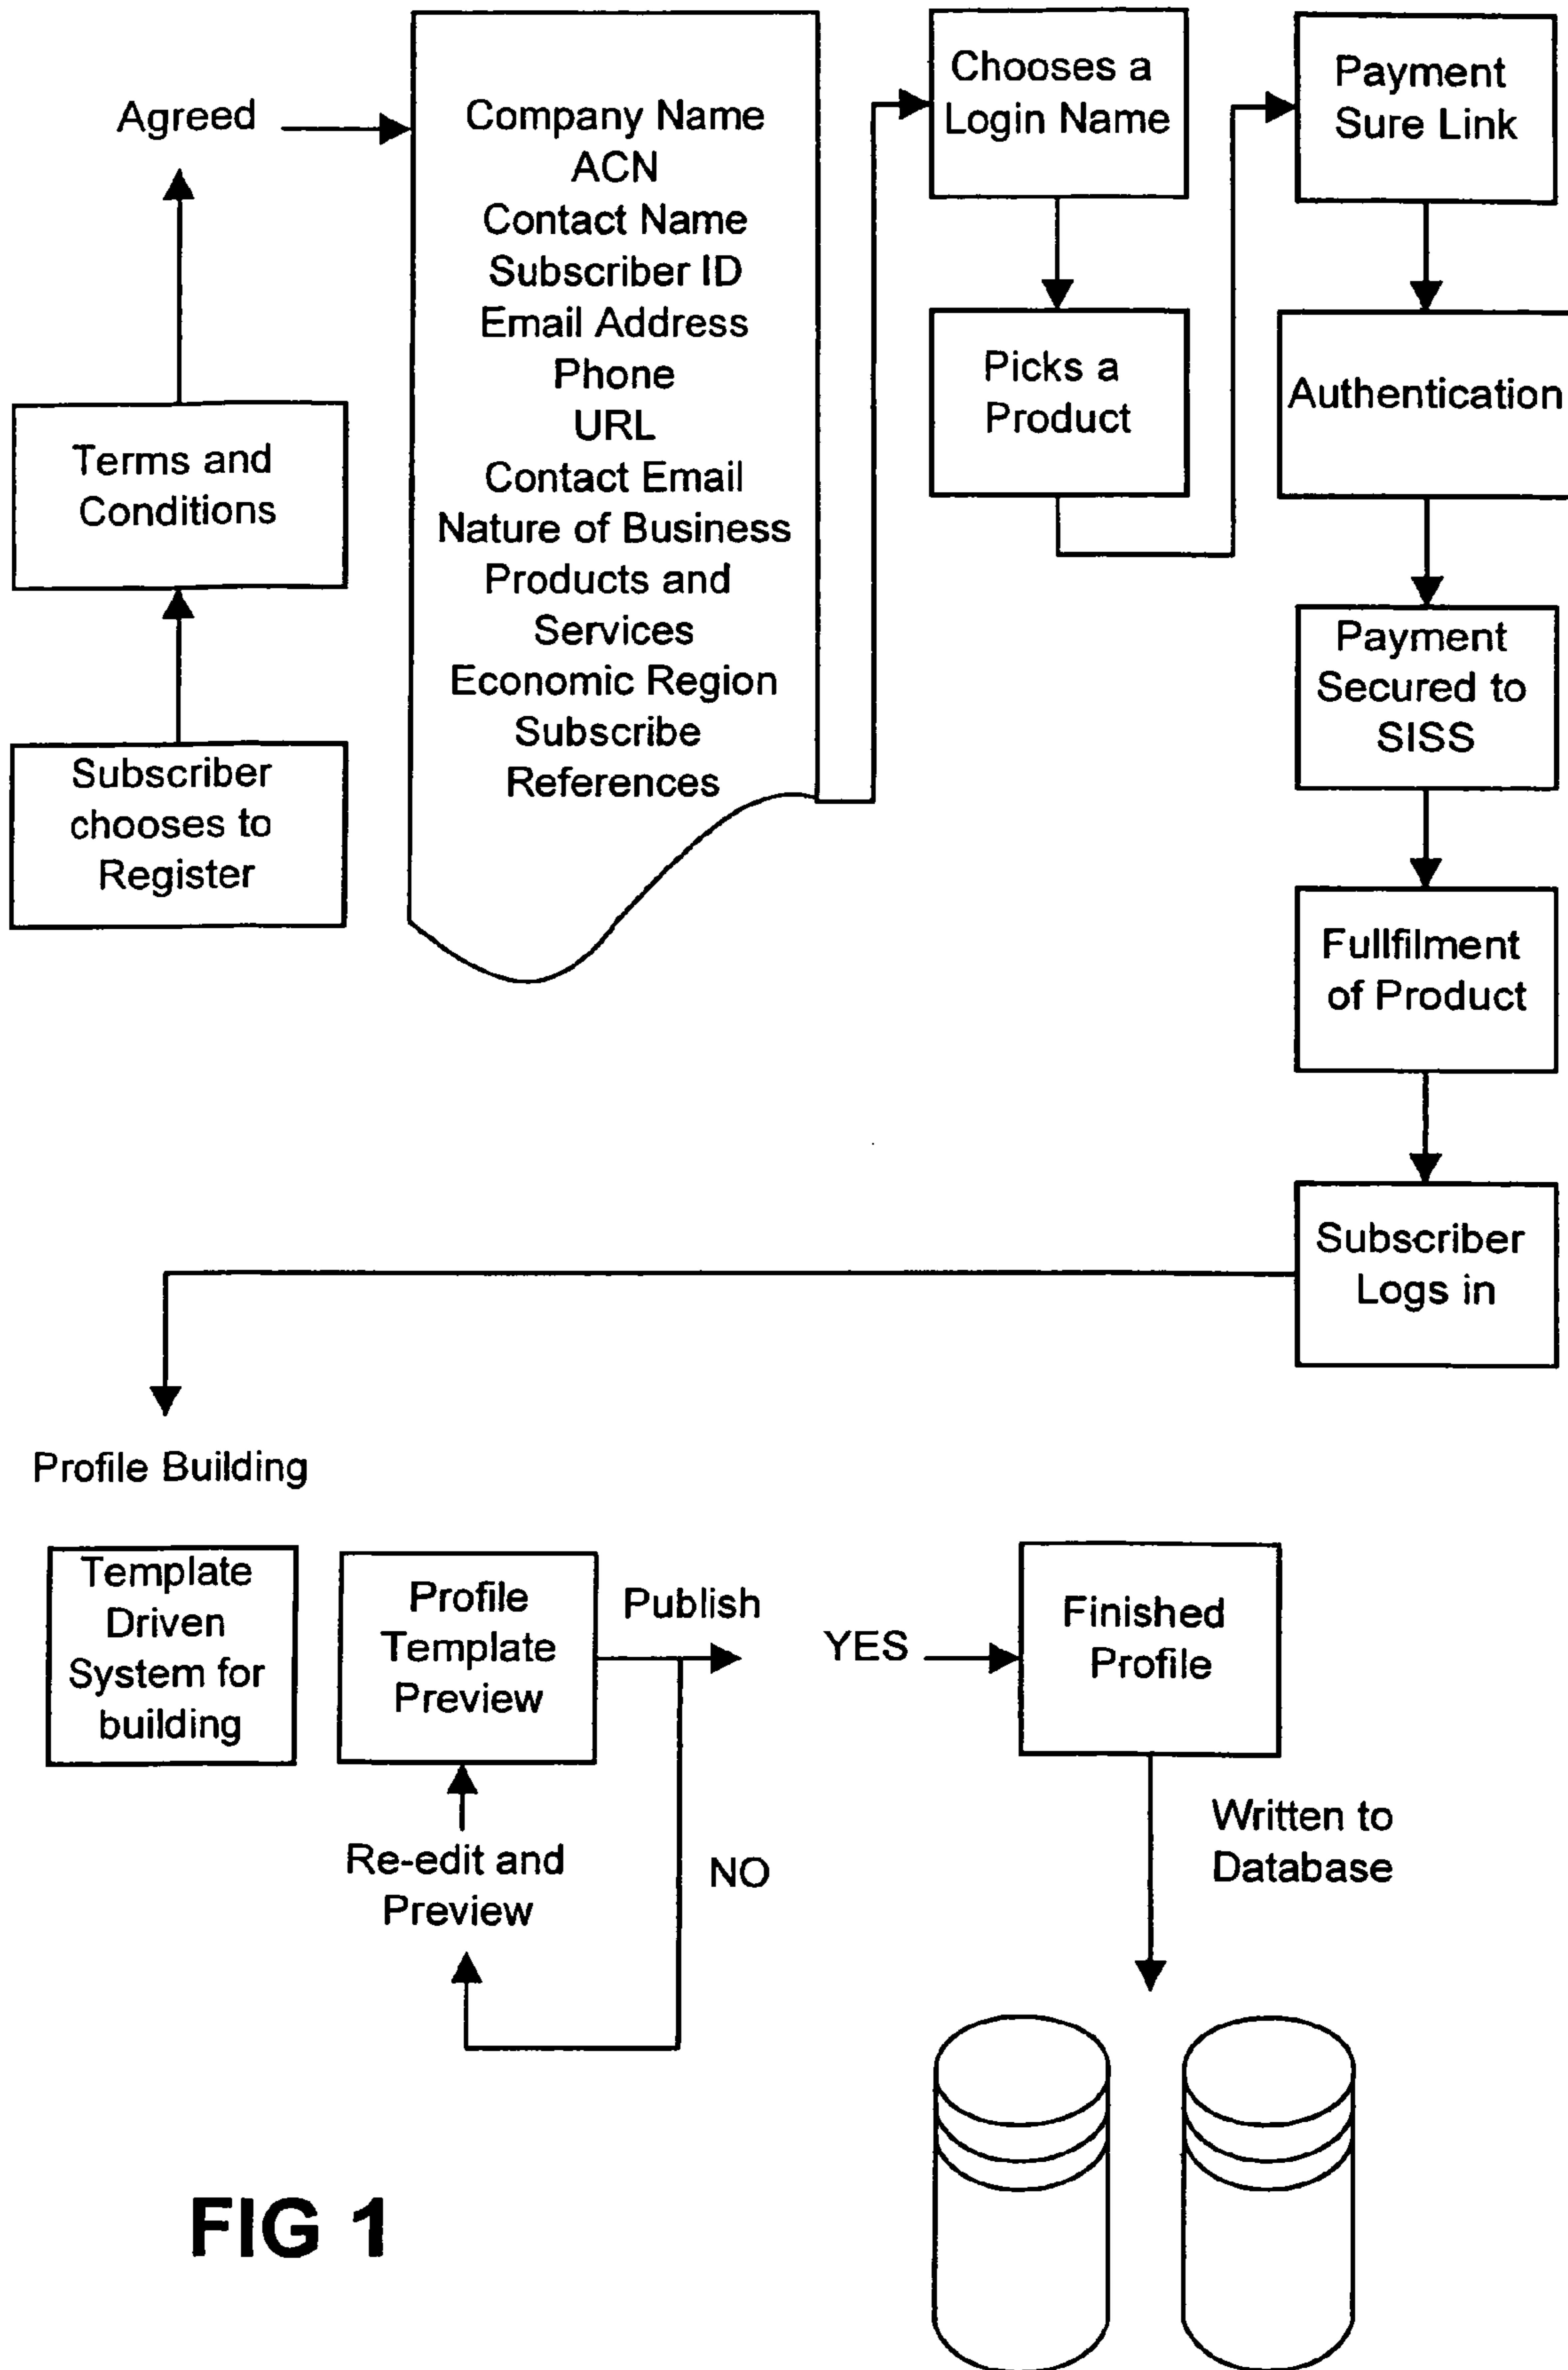 Agreed
Terms and
Conditions
Subscriber
chooses to
Register
Company Name
ACN
Contact Name
Subscriber ID
Email Address
Phone
URL
Contact Email
Nature of Business
Products and
Services
Economic Region
Subscribe
References
Chooses a
Login Name
Picks a
Product
Payment
Sure Link
Authentication
Payment
Secured to
SISS
Fullfilment
of Product
Subscriber
Logs in
Profile Building
Template
Driven
System for
building
Profile
Template
Preview
Publish
YES
Finished
Profile
Re-edit and
Preview
NO
Written to
Database
FIG 1